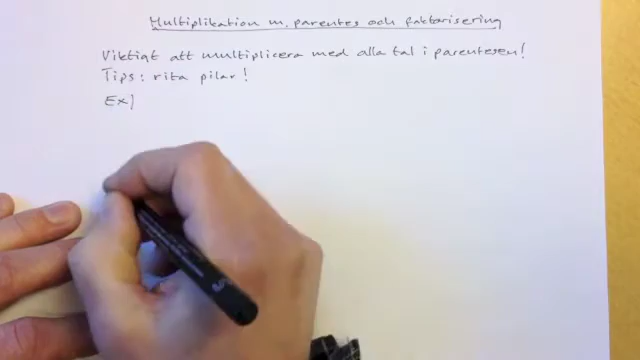 Multiplikation m. parentes och faktorisering
Viktigt att multiplicera med alla tal i parentesen!
Tips: rita pilar!
Ex)